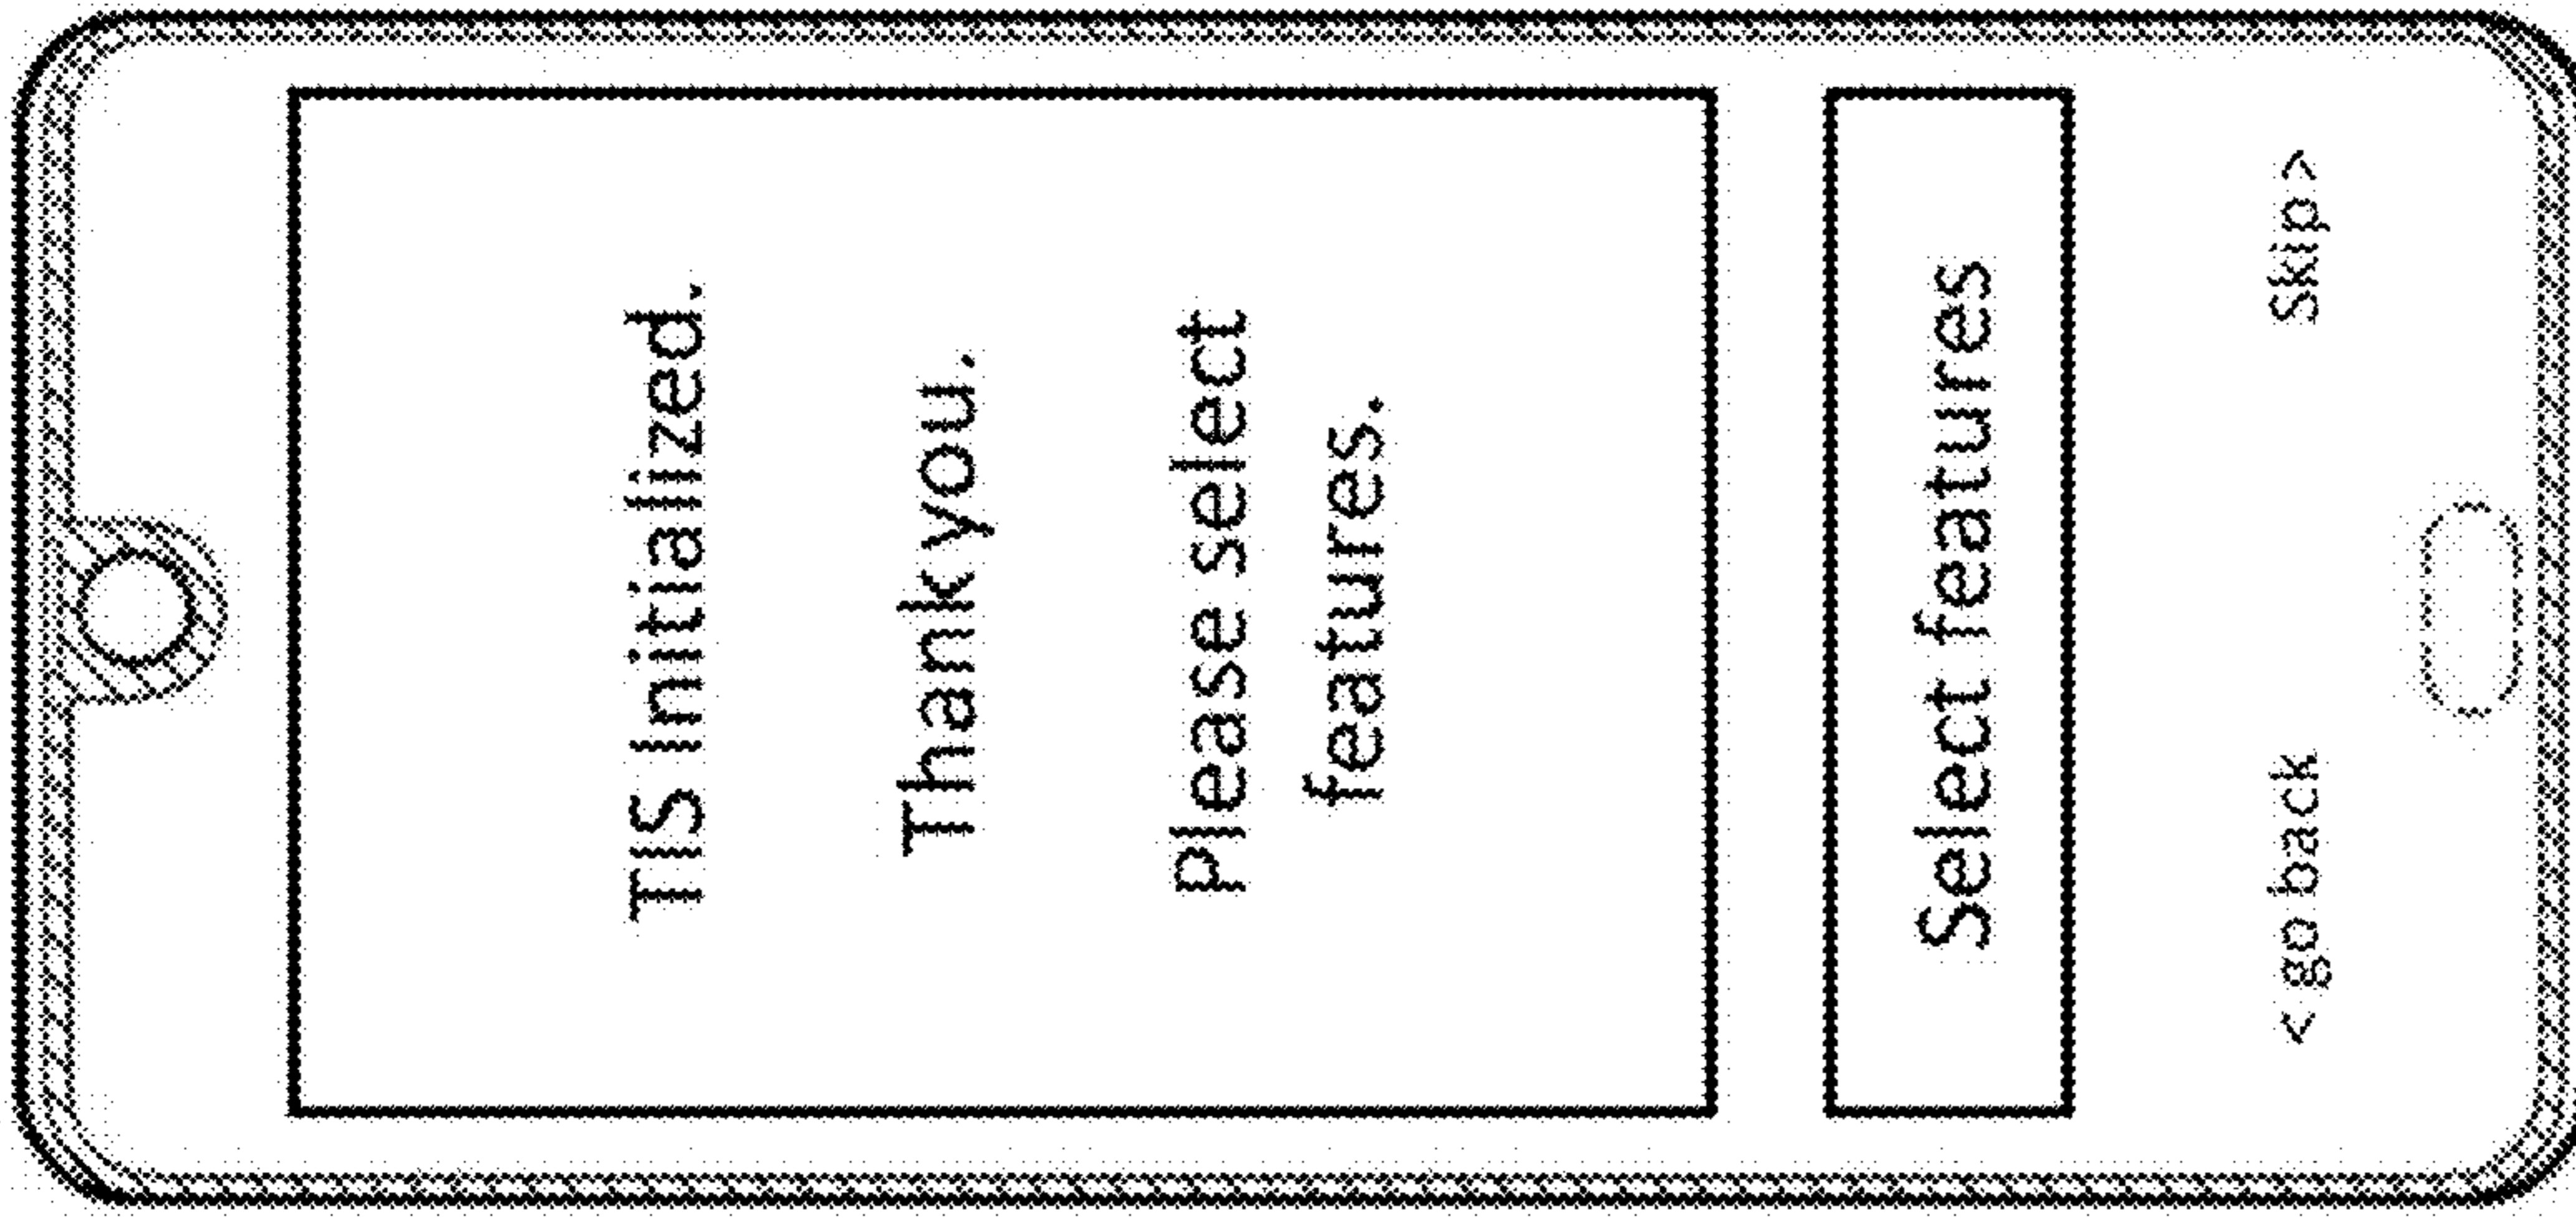 TIS Initialized.
Thank you.
please select
features.
Select features
< go back Skip >